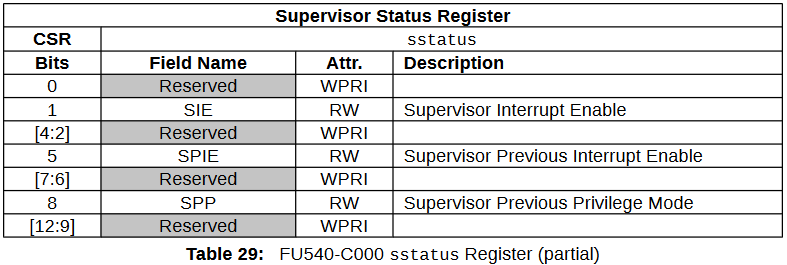 Supervisor Status Register
CSR sstatus
Bits Field Name Attr. Description
0 Reserved WPRI
1 SIE RW Supervisor Interrupt Enable
[4:2] Reserved WPRI
5 SPIE RW Supervisor Previous Interrupt Enable
[7:6] Reserved WPRI
8 SPP RW Supervisor Previous Privilege Mode
[12:9] Reserved WPRI
Table 29: FU540-C000 sstatus Register (partial)